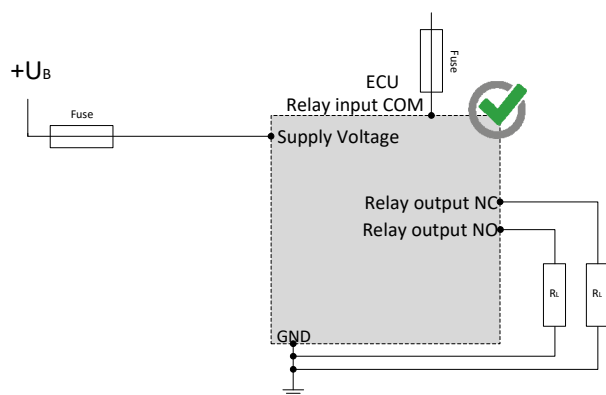 Fuse
ECU
+UB
Fuse
Relay input COM
Supply Voltage
Relay output NC
Relay output NO
RL
RL
GND